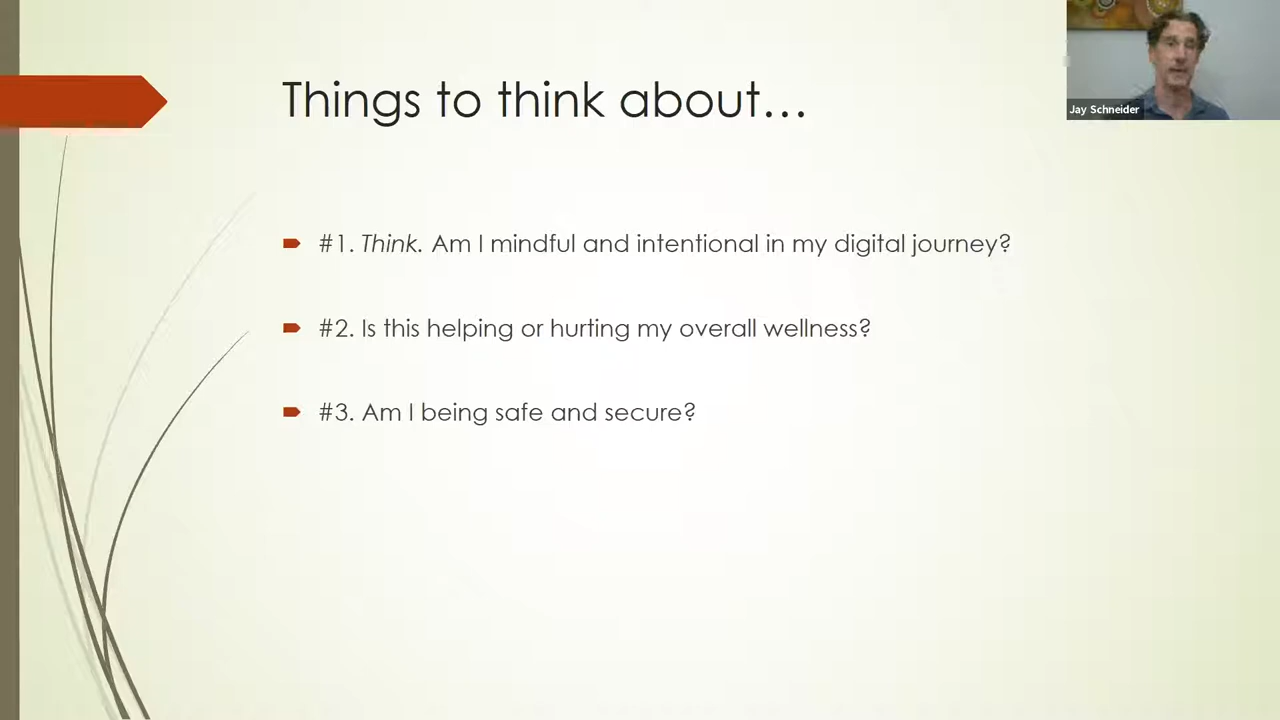 Things to think about…
#1. Think. Am I mindful and intentional in my digital journey?
#2. Is this helping or hurting my overall wellness?
#3. Am I being safe and secure?
Jay Schneider